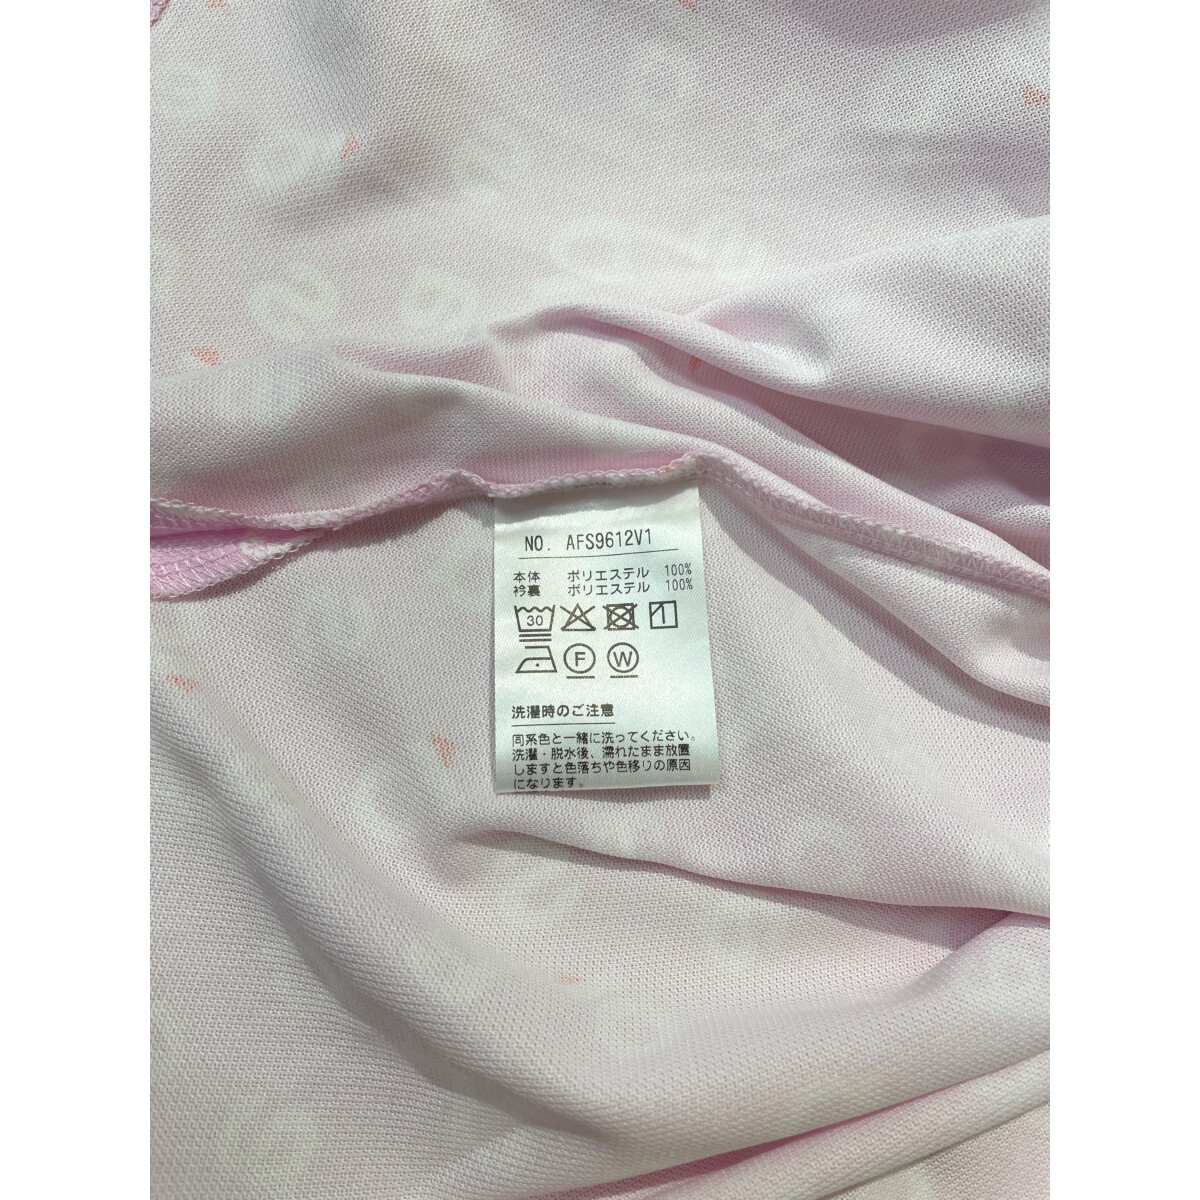 NO. AFS9612V1
本体 ポリエステル 100%
衿裏 ポリエステル 100%
30
F W
洗濯時のご注意
同系色と一緒に洗ってください。
洗濯・脱水後、濡れたまま放置
しますと色落ちや色移りの原因
になります。